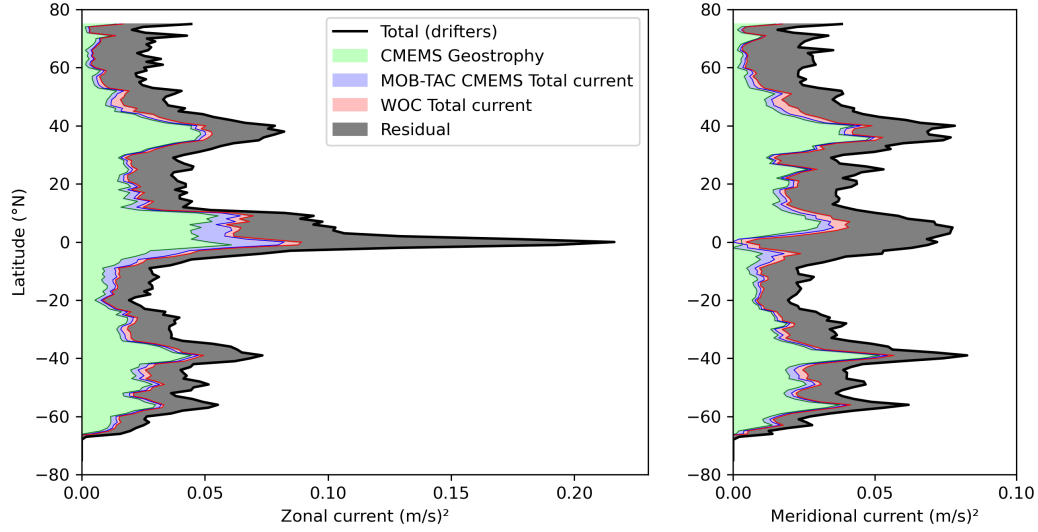 80
60
40
20
0
−20
−40
−60
−80
Latitude (°N)
0.00 0.05 0.10 0.15 0.20
Zonal current (m/s)²
Total (drifters)
CMEMS Geostrophy
MOB-TAC CMEMS Total current
WOC Total current
Residual
80
60
40
20
0
−20
−40
−60
−80
0.00 0.05 0.10
Meridional current (m/s)²